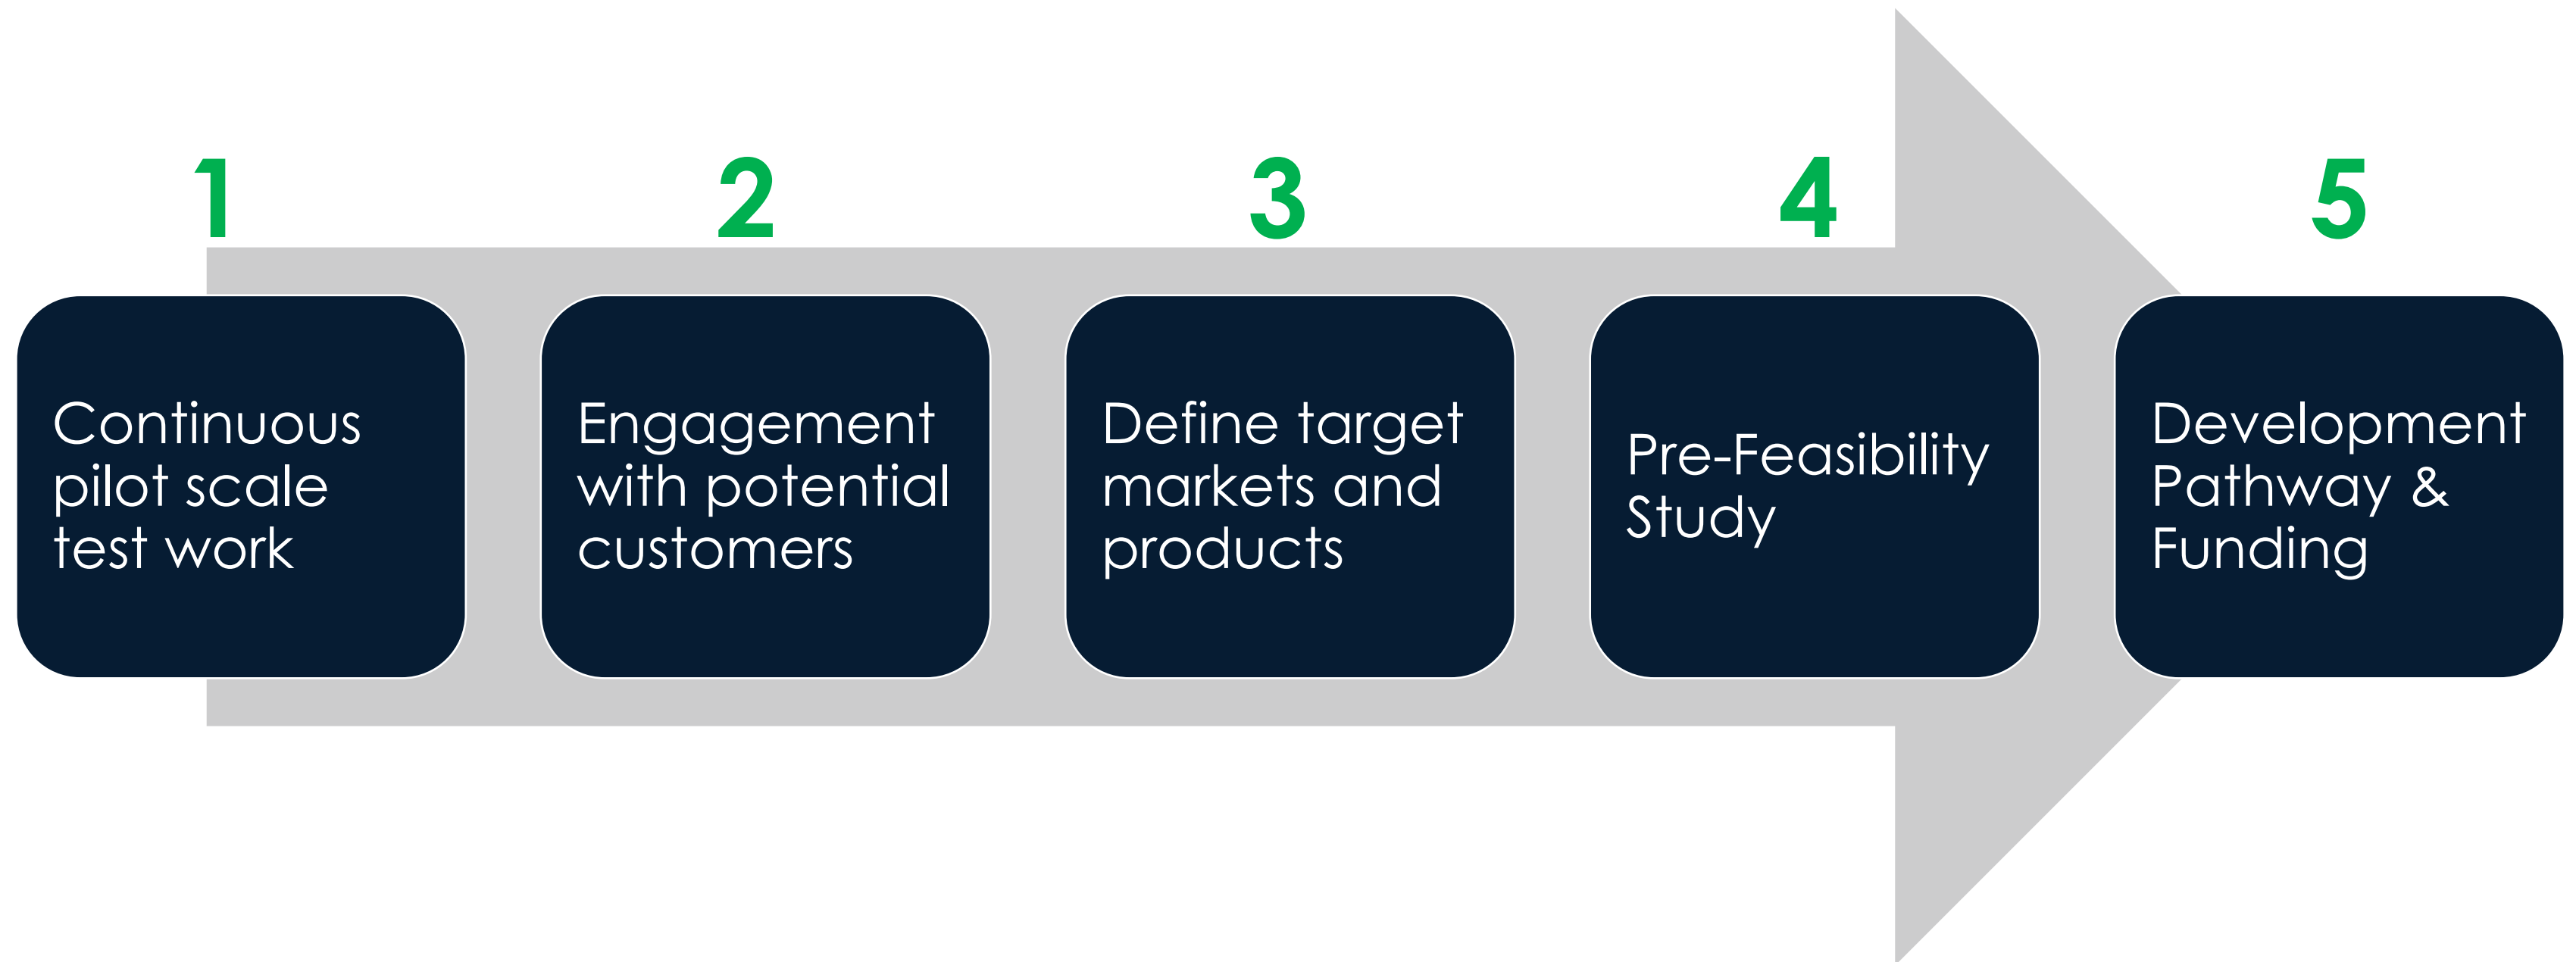 1
2
3
4
5
Continuous
pilot scale
test work
Engagement
with potential
customers
Define target
markets and
products
Pre-Feasibility
Study
Development
Pathway &
Funding